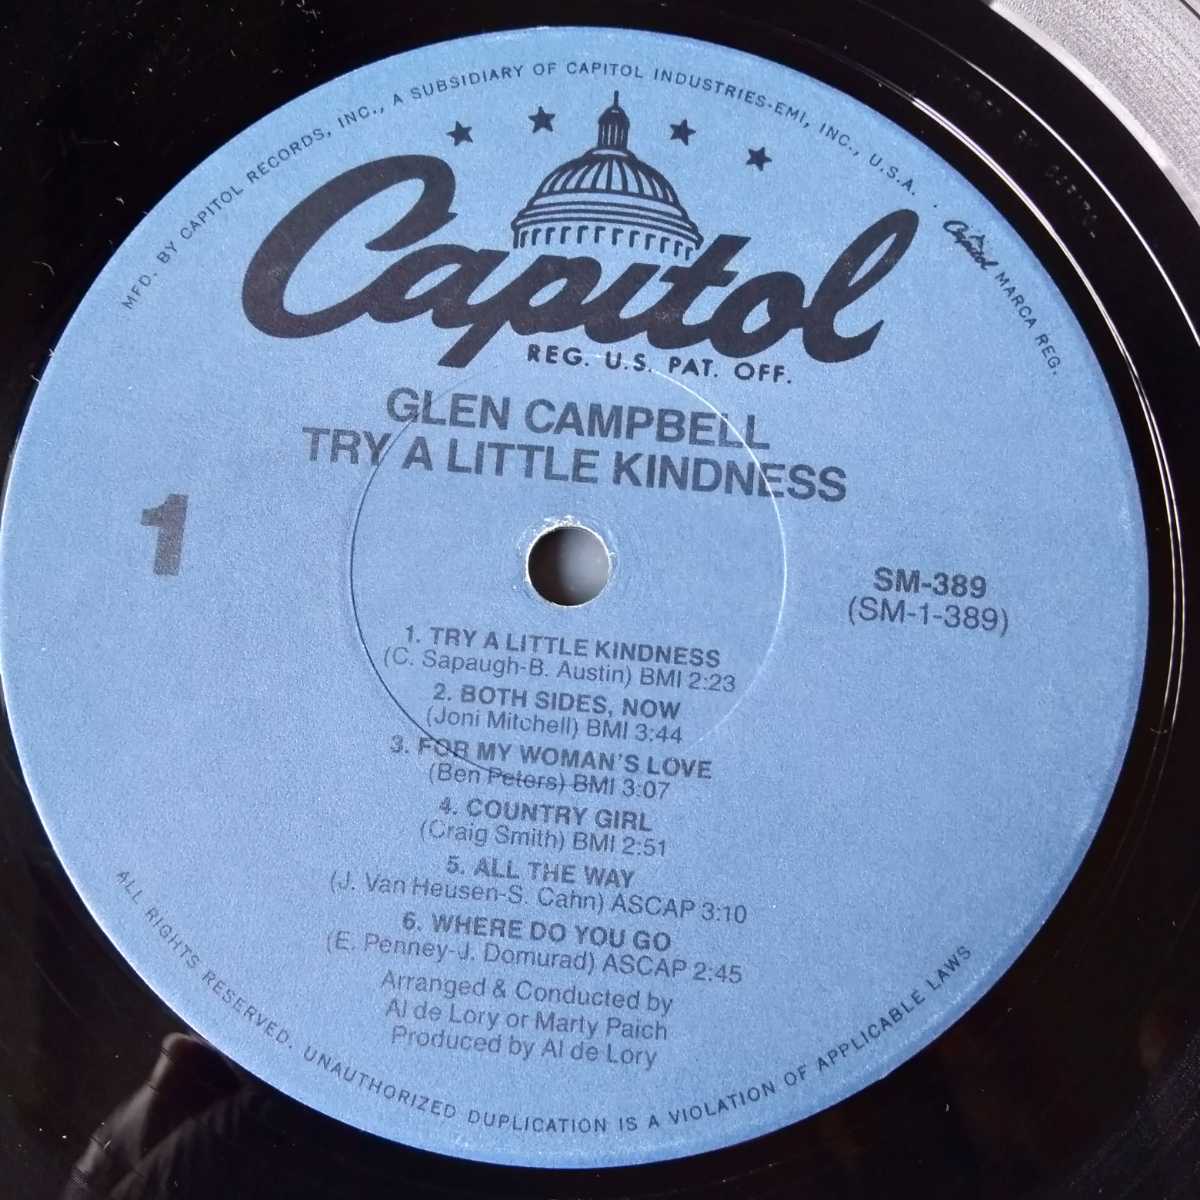 MFD. BY CAPITOL RECORDS, INC., A SUBSIDIARY OF CAPITOL INDUSTRIES-EMI, INC., U.S.A. . Capitol MARCA REG.
Capitol
REG. U.S. PAT. OFF.
GLEN CAMPBELL
TRY A LITTLE KINDNESS
1
SM-389
(SM-1-389)
1. TRY A LITTLE KINDNESS
(C. Sapaugh-B. Austin) BMI 2:23
2. BOTH SIDES, NOW
(Joni Mitchell) BMI 3:44
3. FOR MY WOMAN'S LOVE
(Ben Peters) BMI 3:07
4. COUNTRY GIRL
(Craig Smith) BMI 2:51
5. ALL THE WAY
(J. Van Heusen-S. Cahn) ASCAP 3:10
6. WHERE DO YOU GO
(E. Penney-J. Domurad) ASCAP 2:45
Arranged & Conducted by
Al de Lory or Marty Paich
Produced by Al de Lory
ALL RIGHTS RESERVED. UNAUTHORIZED DUPLICATION IS A VIOLATION OF APPLICABLE LAWS